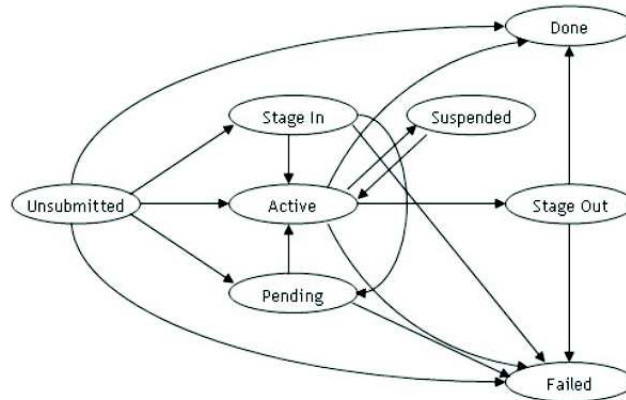 Done
Stage In
Suspended
Unsubmitted
Active
Stage Out
Pending
Failed